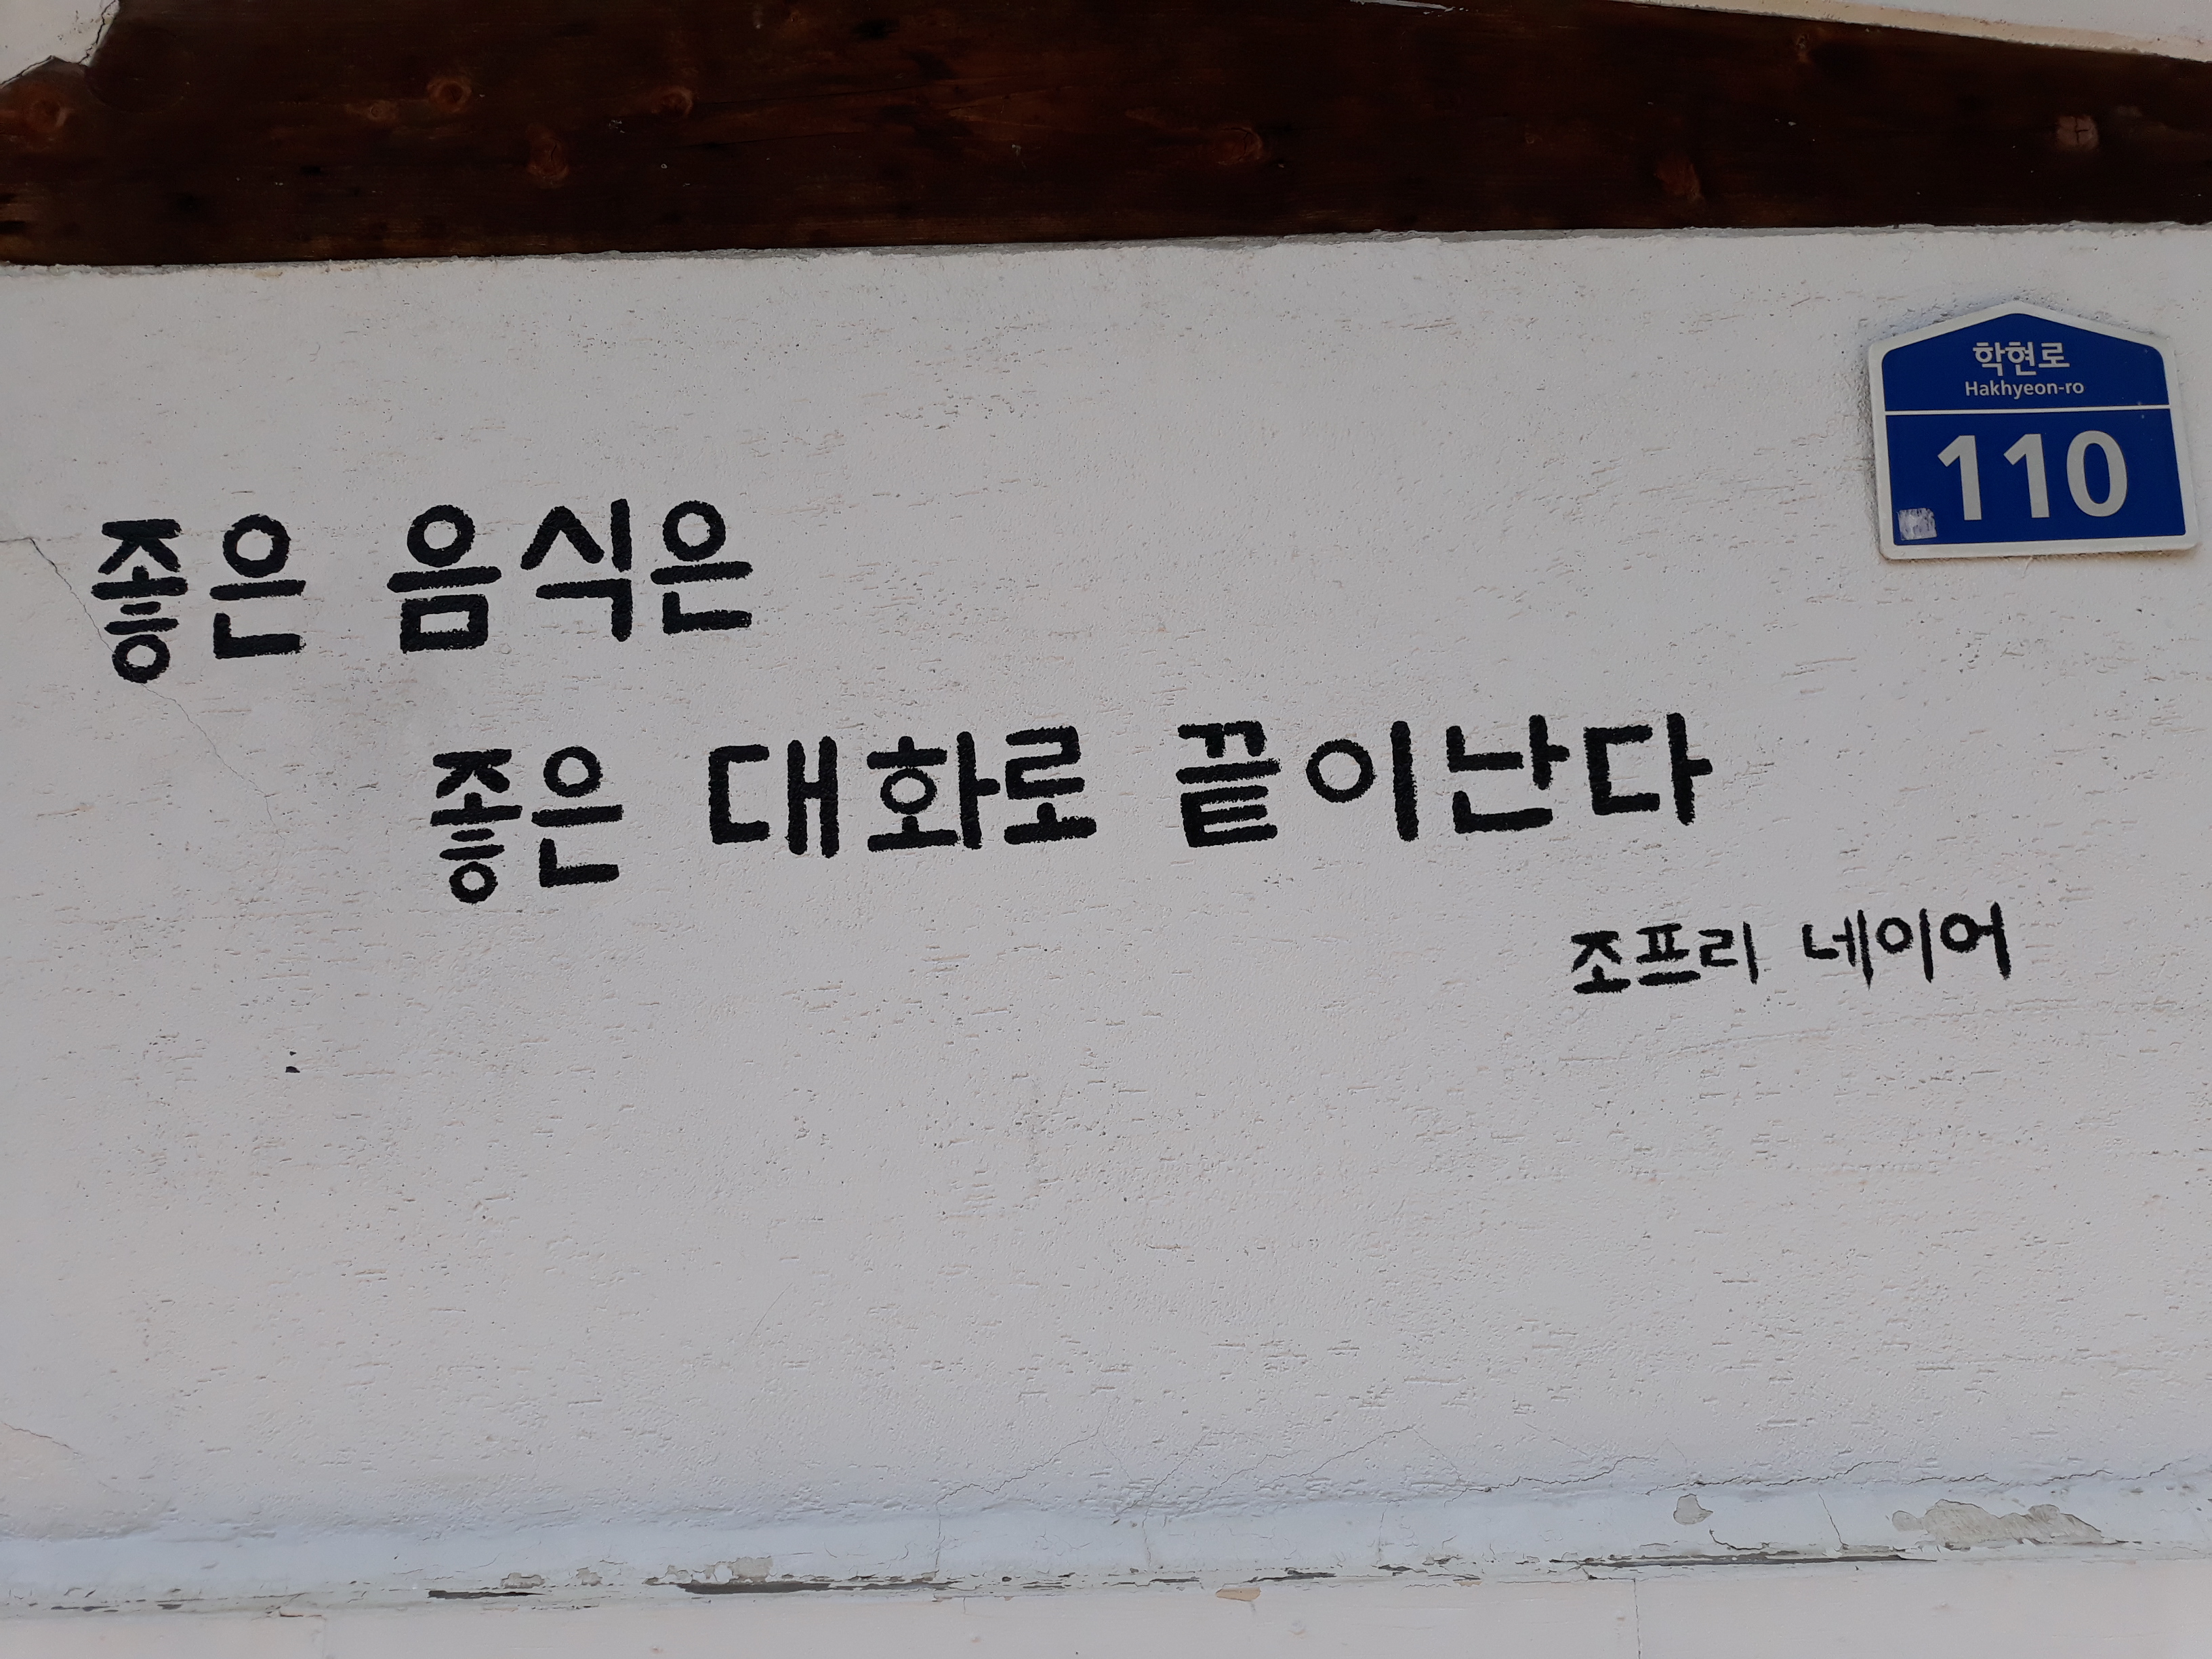 학현로
Hakhyeon-ro
110
좋은 음식은
좋은 대화로 끝이난다
조프리 네이어